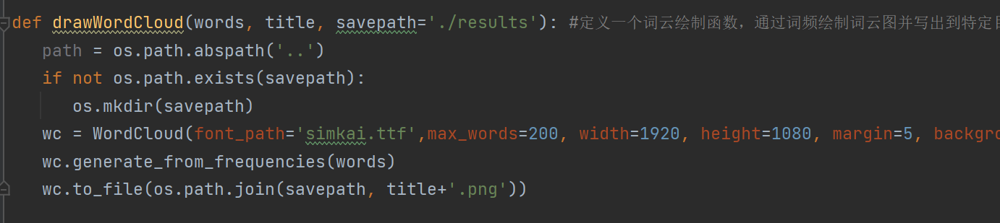 def drawWordCloud(words, title, savepath='./results'): #定义一个词云绘制函数，通过词频绘制词云图并写出到特定
path = os.path.abspath('..')
if not os.path.exists(savepath):
os.mkdir(savepath)
wc = WordCloud(font_path='simkai.ttf',max_words=200, width=1920, height=1080, margin=5, backgr
wc.generate_from_frequencies(words)
wc.to_file(os.path.join(savepath, title+'.png'))